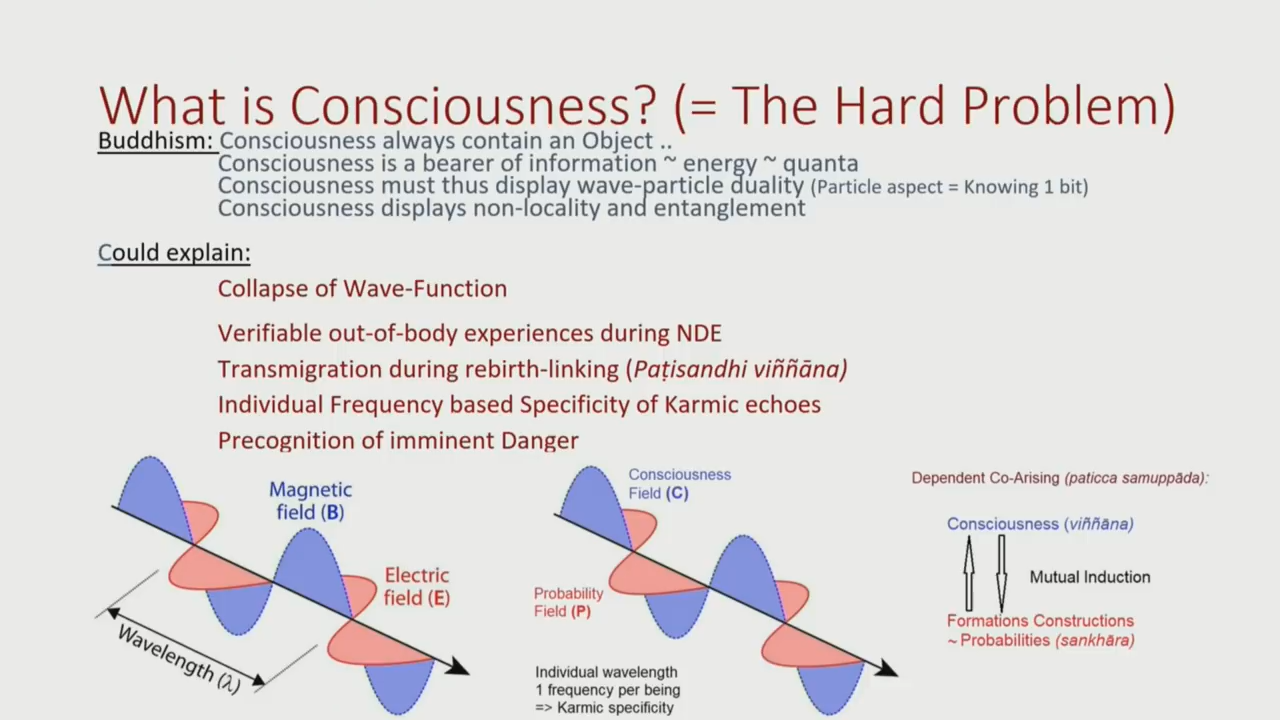 What is Consciousness? (= The Hard Problem)
Buddhism: Consciousness always contain an Object ..
Consciousness is a bearer of information ~ energy ~ quanta
Consciousness must thus display wave-particle duality (Particle aspect = Knowing 1 bit)
Consciousness displays non-locality and entanglement
Could explain:
Collapse of Wave-Function
Verifiable out-of-body experiences during NDE
Transmigration during rebirth-linking (Paṭisandhi viññāna)
Individual Frequency based Specificity of Karmic echoes
Precognition of imminent Danger
Magnetic
field (B)
Electric
field (E)
Wavelength (λ)
Consciousness
Field (C)
Probability
Field (P)
Individual wavelength
1 frequency per being
=> Karmic specificity
Dependent Co-Arising (paticca samuppāda):
Consciousness (viññāna)
Mutual Induction
Formations Constructions
~ Probabilities (sankhāra)